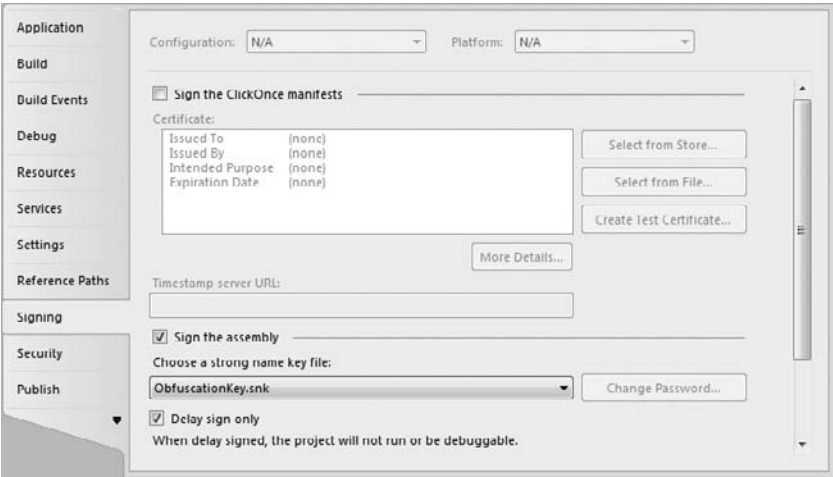 Application
Build
Build Events
Debug
Resources
Services
Settings
Reference Paths
Signing
Security
Publish
Configuration: N/A Platform: N/A
Sign the ClickOnce manifests
Certificate:
Issued To (none)
Issued By (none)
Intended Purpose (none)
Expiration Date (none)
Select from Store...
Select from File...
Create Test Certificate...
More Details...
Timestamp server URL:
Sign the assembly
Choose a strong name key file:
ObfuscationKey.snk Change Password...
Delay sign only
When delay signed, the project will not run or be debuggable.